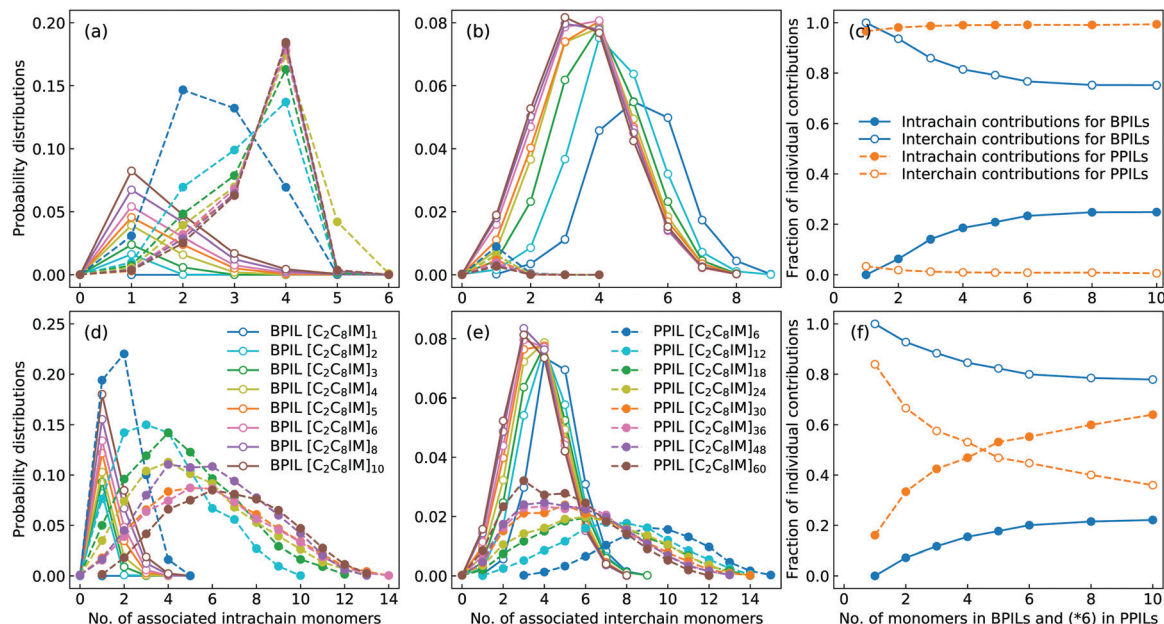 (a)
0.20
0.15
0.10
0.05
0.00
Probability distributions
0 1 2 3 4 5 6
(b)
0.08
0.06
0.04
0.02
0.00
0 2 4 6 8
(c)
1.0
0.8
0.6
0.4
0.2
0.0
Fraction of individual contributions
Intrachain contributions for BPILs
Interchain contributions for BPILs
Intrachain contributions for PPILs
Interchain contributions for PPILs
2 4 6 8 10
(d)
0.25
0.20
0.15
0.10
0.05
0.00
Probability distributions
BPIL [C₂C₈IM]₁
BPIL [C₂C₈IM]₂
BPIL [C₂C₈IM]₃
BPIL [C₂C₈IM]₄
BPIL [C₂C₈IM]₅
BPIL [C₂C₈IM]₆
BPIL [C₂C₈IM]₈
BPIL [C₂C₈IM]₁₀
0 2 4 6 8 10 12 14
No. of associated intrachain monomers
(e)
0.08
0.06
0.04
0.02
0.00
PPIL [C₂C₈IM]₆
PPIL [C₂C₈IM]₁₂
PPIL [C₂C₈IM]₁₈
PPIL [C₂C₈IM]₂₄
PPIL [C₂C₈IM]₃₀
PPIL [C₂C₈IM]₃₆
PPIL [C₂C₈IM]₄₈
PPIL [C₂C₈IM]₆₀
0 2 4 6 8 10 12 14
No. of associated interchain monomers
(f)
1.0
0.8
0.6
0.4
0.2
0.0
Fraction of individual contributions
2 4 6 8 10
No. of monomers in BPILs and (*6) in PPILs